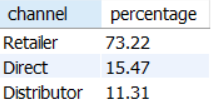 channel percentage
Retailer 73.22
Direct 15.47
Distributor 11.31